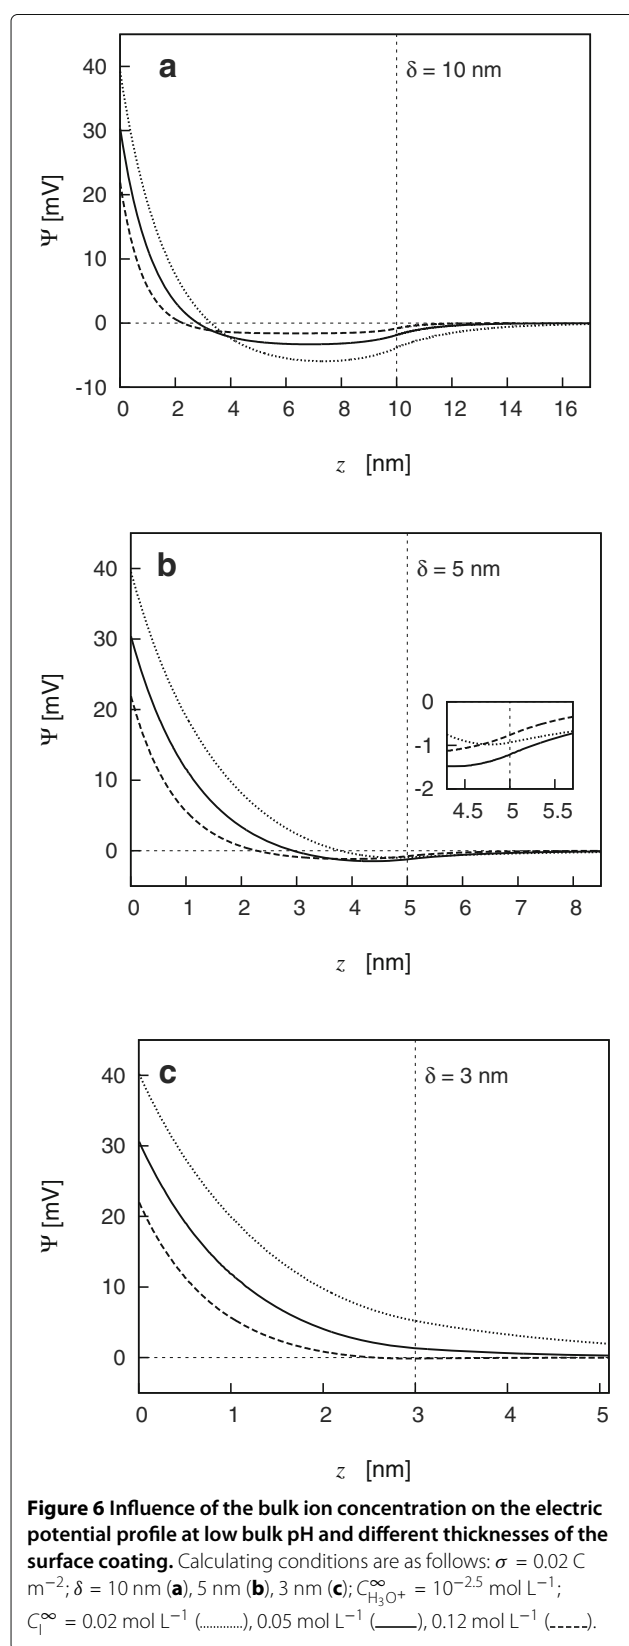 a
δ = 10 nm
Ψ [mV]
40
30
20
10
0
-10
0 2 4 6 8 10 12 14 16
z [nm]
b
δ = 5 nm
Ψ [mV]
40
30
20
10
0
0
-1
-2
4.5 5 5.5
0 1 2 3 4 5 6 7 8
z [nm]
c
δ = 3 nm
Ψ [mV]
40
30
20
10
0
0 1 2 3 4 5
z [nm]
Figure 6 Influence of the bulk ion concentration on the electric
potential profile at low bulk pH and different thicknesses of the
surface coating. Calculating conditions are as follows: σ = 0.02 C
m⁻²; δ = 10 nm (a), 5 nm (b), 3 nm (c); C∞H₃O⁺ = 10⁻²·⁵ mol L⁻¹;
C∞I = 0.02 mol L⁻¹ (............), 0.05 mol L⁻¹ (——), 0.12 mol L⁻¹ (-----).